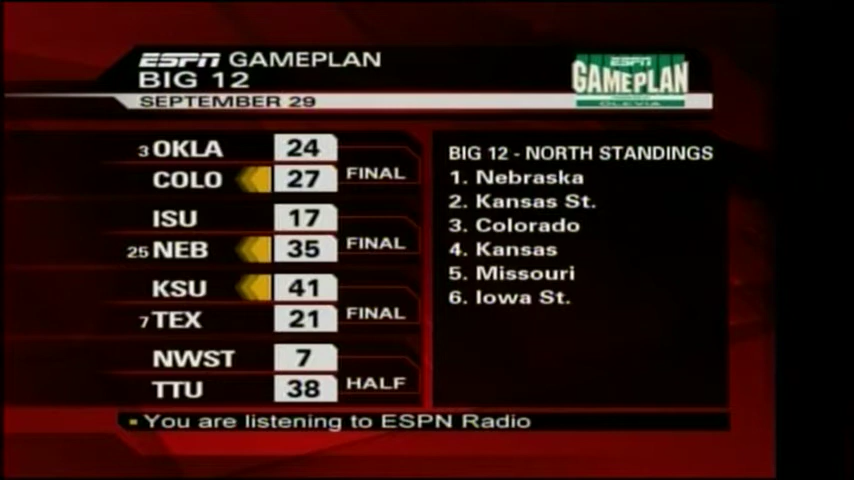 ESPN GAMEPLAN
BIG 12
SEPTEMBER 29
ESPN
GAMEPLAN
OLEVIA
3 OKLA 24
COLO 27 FINAL
ISU 17
25 NEB 35 FINAL
KSU 41
7 TEX 21 FINAL
NWST 7
TTU 38 HALF
BIG 12 - NORTH STANDINGS
1. Nebraska
2. Kansas St.
3. Colorado
4. Kansas
5. Missouri
6. Iowa St.
You are listening to ESPN Radio